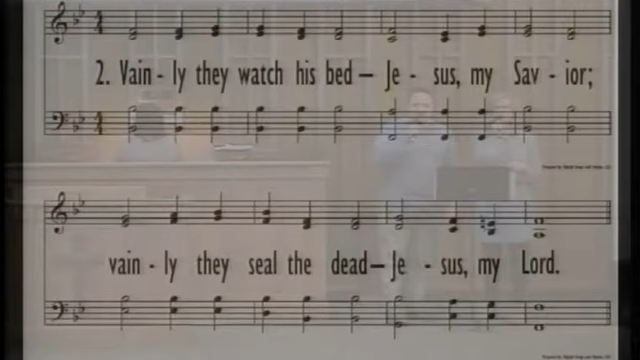 2. Vain - ly they watch his bed – Je - sus, my Sav - ior;
vain - ly they seal the dead – Je - sus, my Lord.